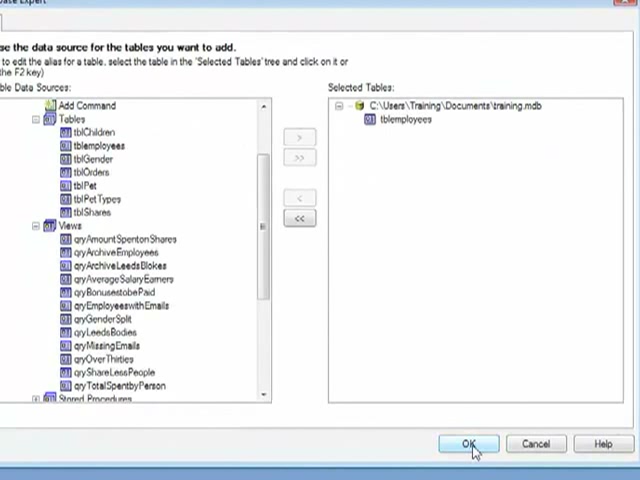 ase Expert
se the data source for the tables you want to add.
to edit the alias for a table, select the table in the 'Selected Tables' tree and click on it or
the F2 key)
ble Data Sources:
Selected Tables:
Add Command
Tables
tblChildren
tblemployees
tblGender
tblOrders
tblPet
tblPetTypes
tblShares
Views
qryAmountSpentonShares
qryArchiveEmployees
qryArchiveLeedsBlokes
qryAverageSalaryEarners
qryBonusestobePaid
qryEmployeeswithEmails
qryGenderSplit
qryLeedsBodies
qryMissingEmails
qryOverThirties
qryShareLessPeople
qryTotalSpentbyPerson
Stored Procedures
>
>>
<
<<
C:\Users\Training\Documents\training.mdb
tblemployees
OK
Cancel
Help